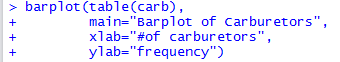 > barplot(table(carb),
+         main="Barplot of Carburetors",
+         xlab="#of carburetors",
+         ylab="frequency")